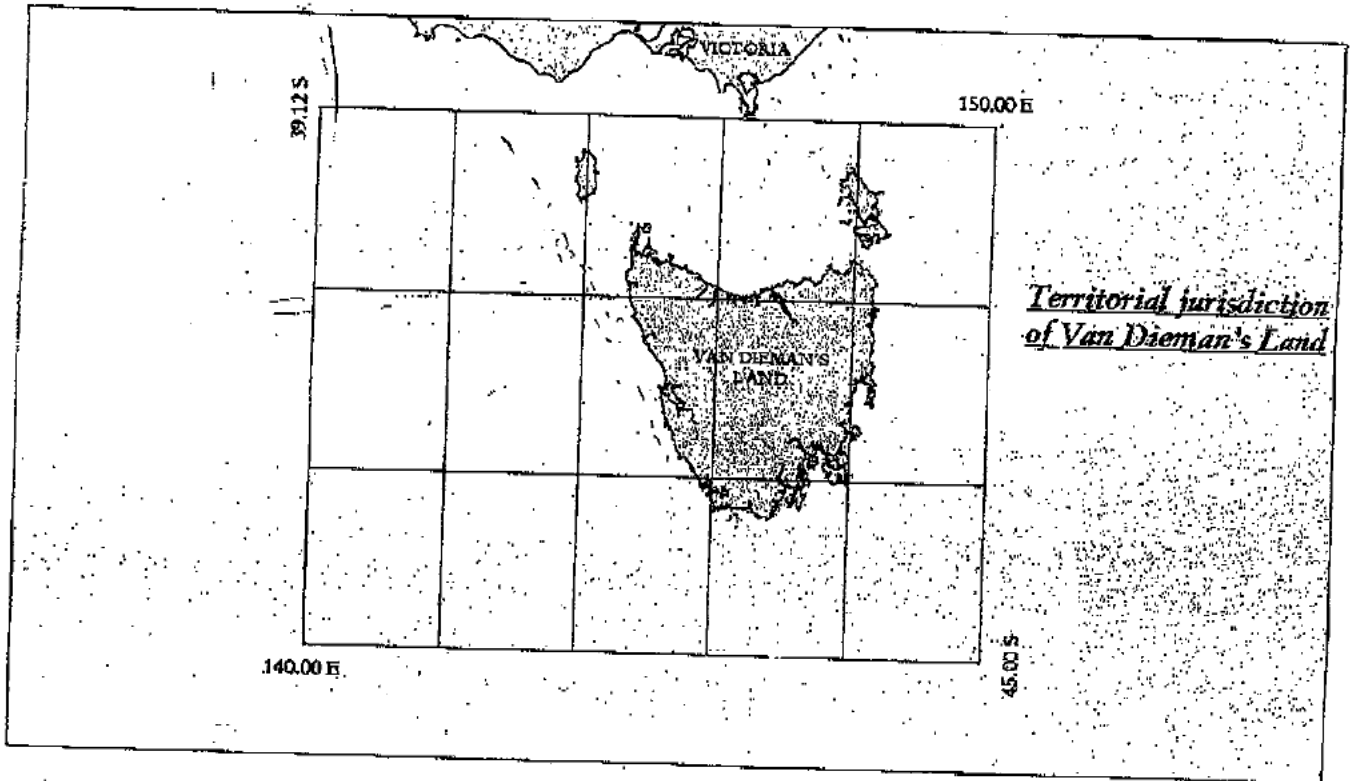 VICTORIA
39.12 S
150.00 E
Territorial jurisdiction
of Van Dieman's Land
VAN DIEMAN'S
LAND
140.00 E
45.00 S